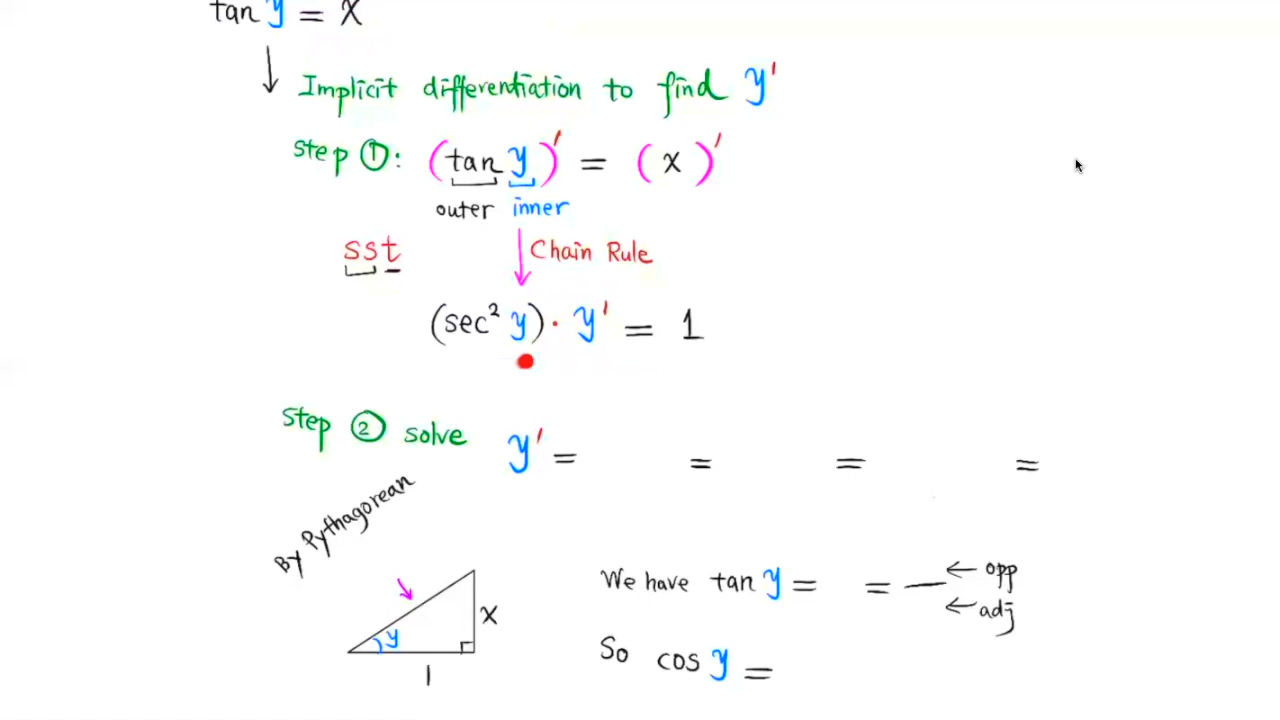 tan y = x
↓ Implicit differentiation to find y'
Step ①: (tan y)' = (x)'
outer inner
sst Chain Rule
(sec² y) · y' = 1
Step ② solve y' = = = =
By Pythagorean
We have tan y = = — ← opp
← adj
y
x
1
So cos y =